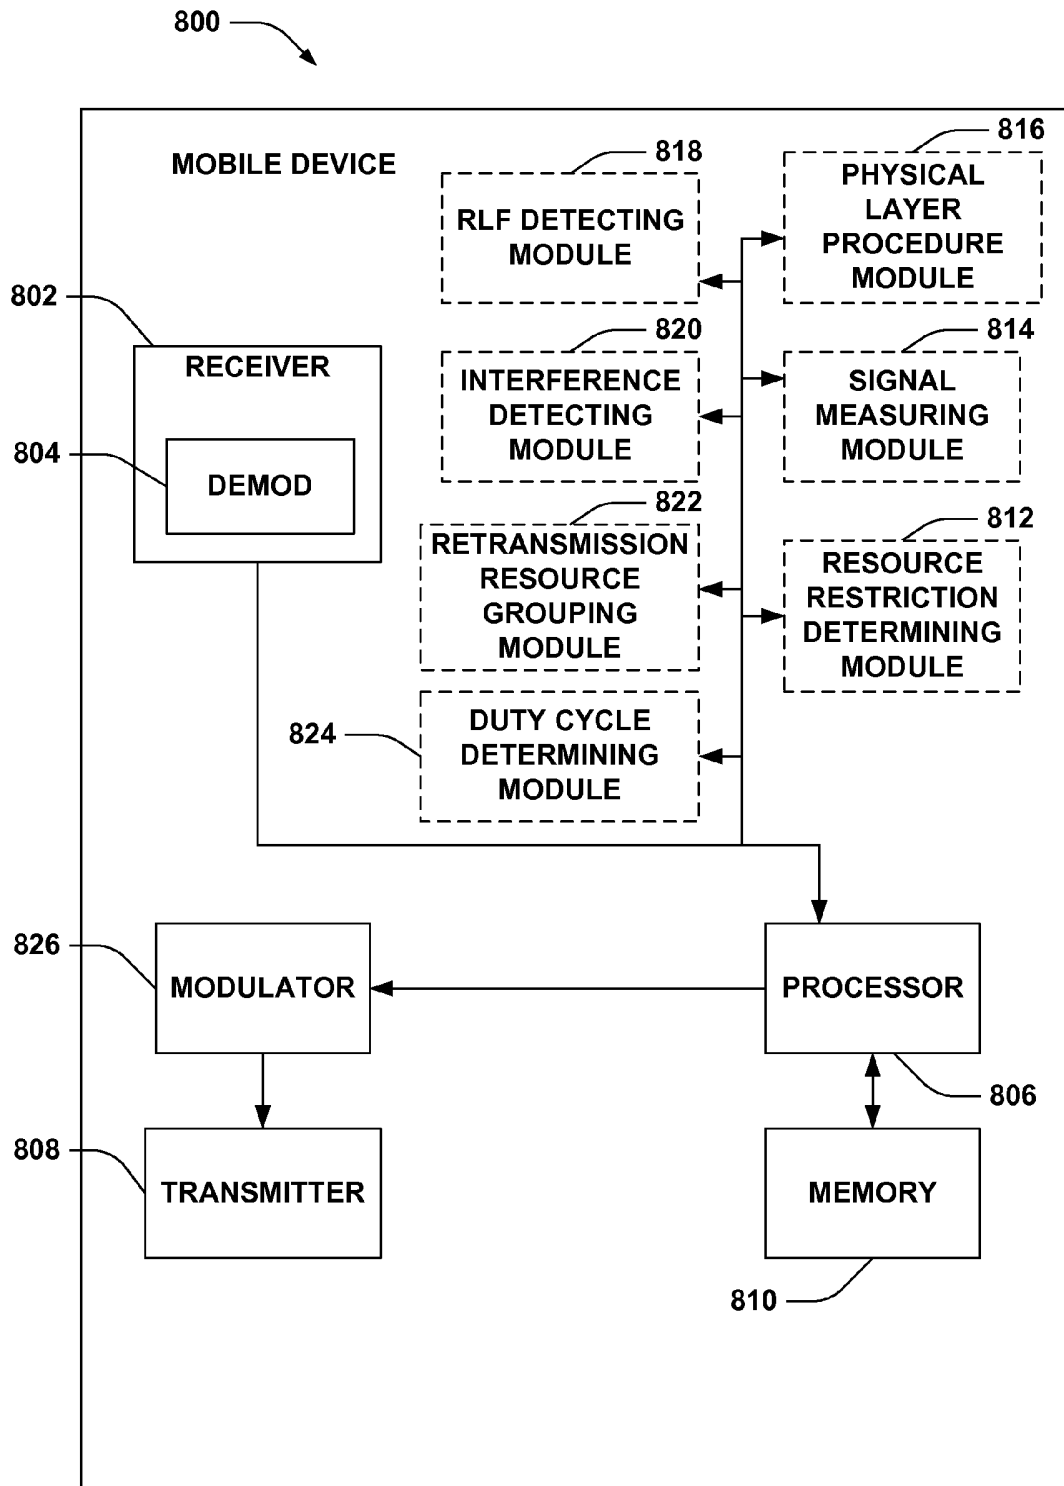 800
MOBILE DEVICE
818
RLF DETECTING
MODULE
816
PHYSICAL
LAYER
PROCEDURE
MODULE
802
RECEIVER
804
DEMOD
820
INTERFERENCE
DETECTING
MODULE
814
SIGNAL
MEASURING
MODULE
822
RETRANSMISSION
RESOURCE
GROUPING
MODULE
812
RESOURCE
RESTRICTION
DETERMINING
MODULE
824
DUTY CYCLE
DETERMINING
MODULE
826
MODULATOR
PROCESSOR
806
808
TRANSMITTER
MEMORY
810